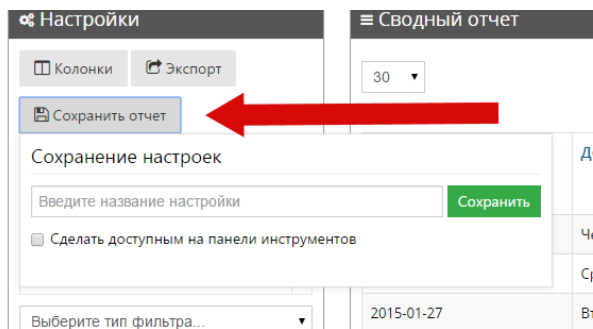 Настройки
Сводный отчет
Колонки
Экспорт
30
Сохранить отчет
Сохранение настроек
Введите название настройки
Сохранить
Сделать доступным на панели инструментов
2015-01-27
Выберите тип фильтра...